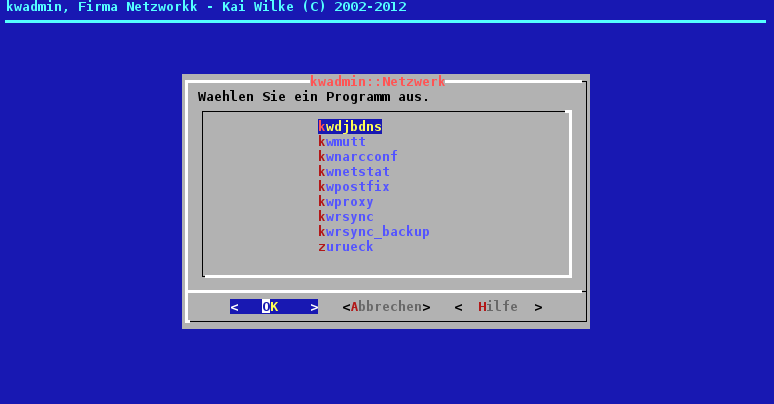 kwadmin, Firma Netzworkk - Kai Wilke (C) 2002-2012
kwadmin::Netzwerk
Waehlen Sie ein Programm aus.
kwdjbdns
kwmutt
kwnarcconf
kwnetstat
kwpostfix
kwproxy
kwrsync
kwrsync_backup
zurueck
<   OK    >   <Abbrechen>   <  Hilfe  >